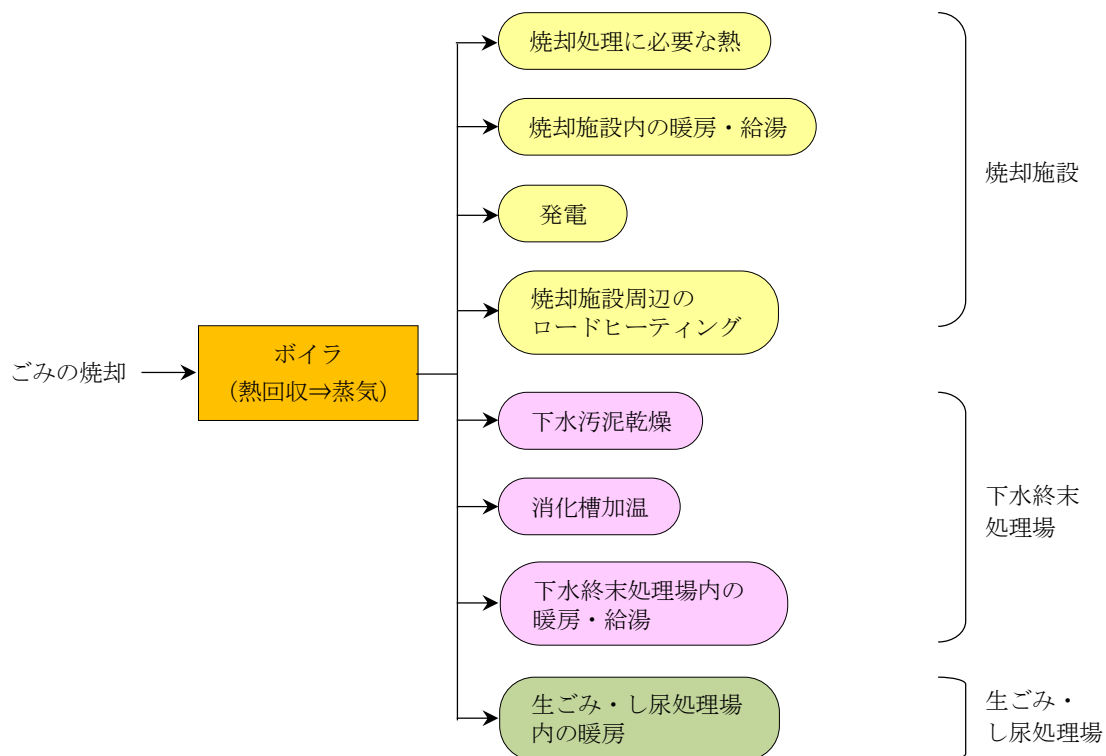 ごみの焼却
ボイラ
（熱回収⇒蒸気）
焼却処理に必要な熱
焼却施設内の暖房・給湯
発電
焼却施設周辺の
ロードヒーティング
焼却施設
下水汚泥乾燥
消化槽加温
下水終末処理場内の
暖房・給湯
下水終末
処理場
生ごみ・し尿処理場
内の暖房
生ごみ・
し尿処理場